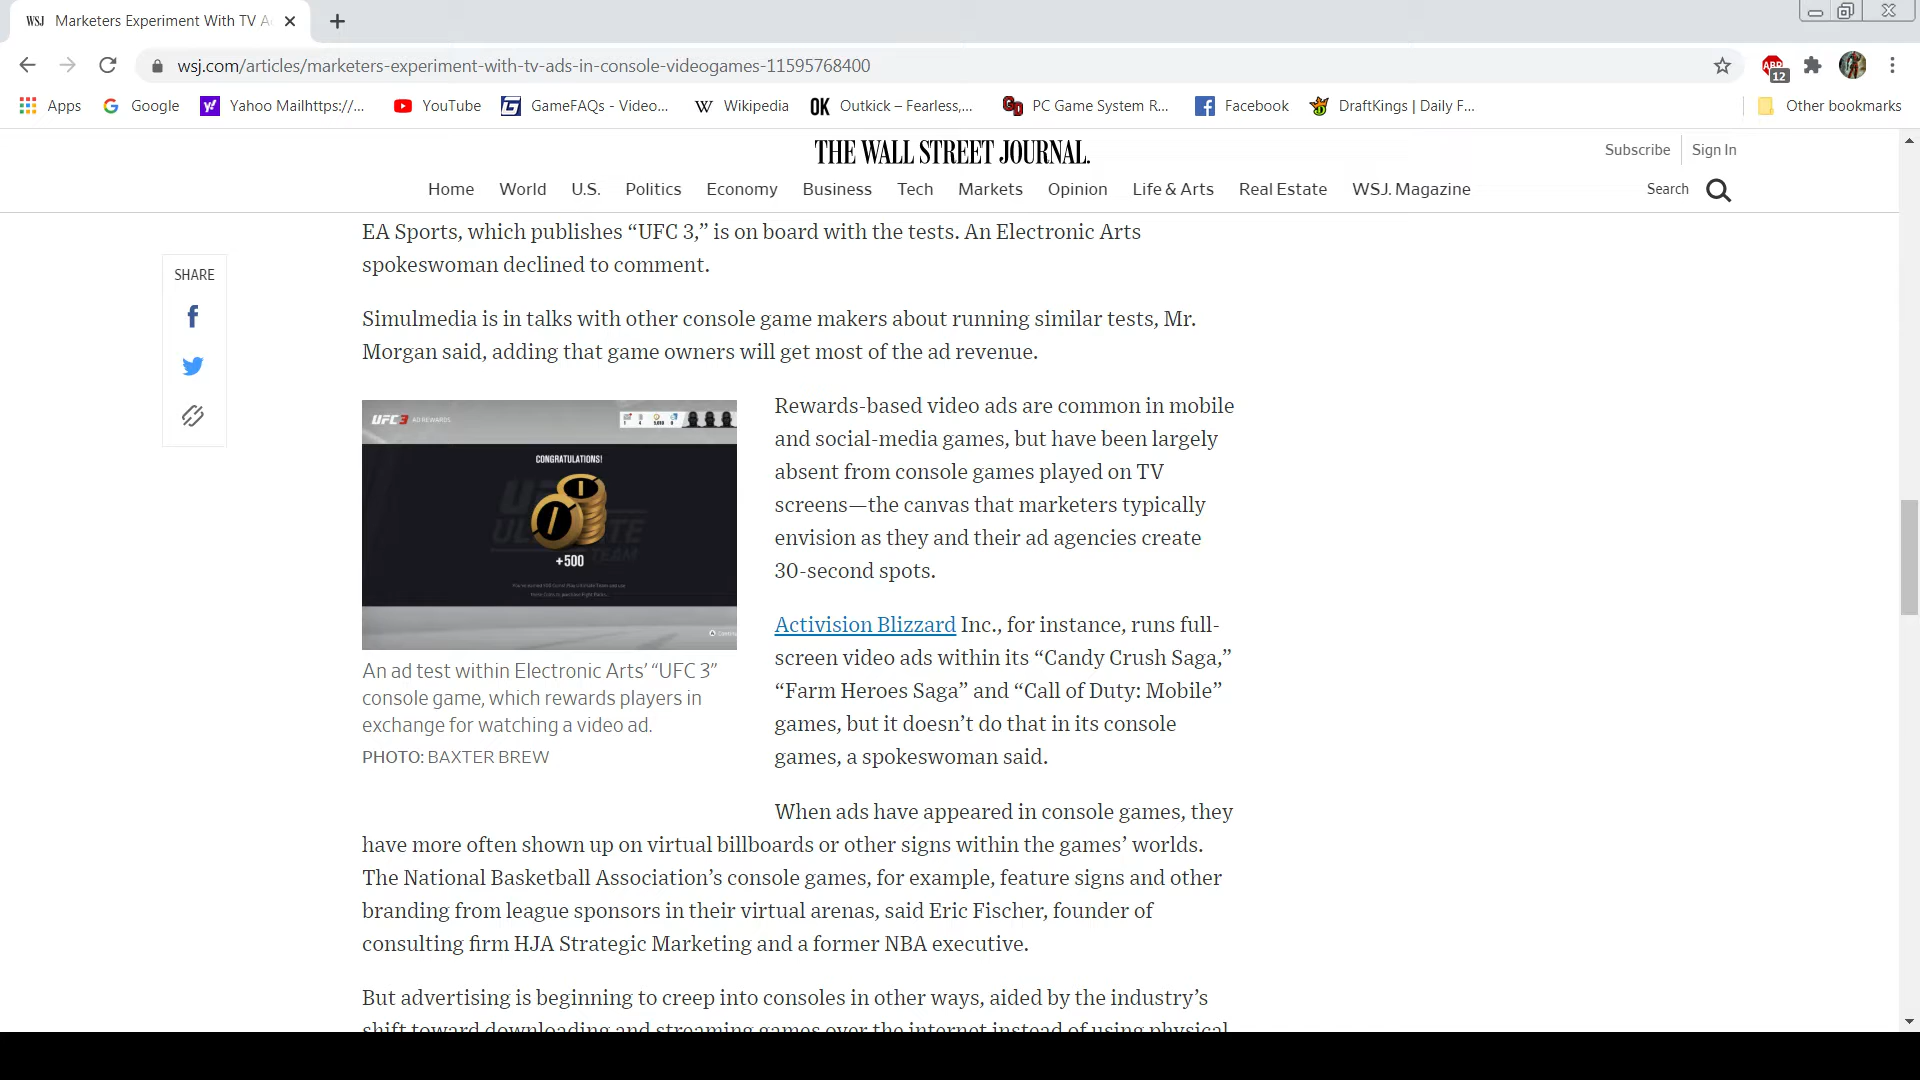 WSJ Marketers Experiment With TV A
wsj.com/articles/marketers-experiment-with-tv-ads-in-console-videogames-11595768400
ABP
12
Apps
Google
Yahoo Mailhttps://...
YouTube
GameFAQs - Video...
Wikipedia
OK Outkick – Fearless,...
PC Game System R...
Facebook
DraftKings | Daily F...
Other bookmarks
THE WALL STREET JOURNAL.
Subscribe
Sign In
Home World U.S. Politics Economy Business Tech Markets Opinion Life & Arts Real Estate WSJ. Magazine
Search
SHARE
EA Sports, which publishes “UFC 3,” is on board with the tests. An Electronic Arts
spokeswoman declined to comment.
Simulmedia is in talks with other console game makers about running similar tests, Mr.
Morgan said, adding that game owners will get most of the ad revenue.
UFC 3 AD REWARDS
CONGRATULATIONS!
+500
An ad test within Electronic Arts’ “UFC 3”
console game, which rewards players in
exchange for watching a video ad.
PHOTO: BAXTER BREW
Rewards-based video ads are common in mobile
and social-media games, but have been largely
absent from console games played on TV
screens—the canvas that marketers typically
envision as they and their ad agencies create
30-second spots.
Activision Blizzard Inc., for instance, runs full-
screen video ads within its “Candy Crush Saga,”
“Farm Heroes Saga” and “Call of Duty: Mobile”
games, but it doesn’t do that in its console
games, a spokeswoman said.
When ads have appeared in console games, they
have more often shown up on virtual billboards or other signs within the games’ worlds.
The National Basketball Association’s console games, for example, feature signs and other
branding from league sponsors in their virtual arenas, said Eric Fischer, founder of
consulting firm HJA Strategic Marketing and a former NBA executive.
But advertising is beginning to creep into consoles in other ways, aided by the industry’s
shift toward downloading and streaming games over the internet instead of using physical